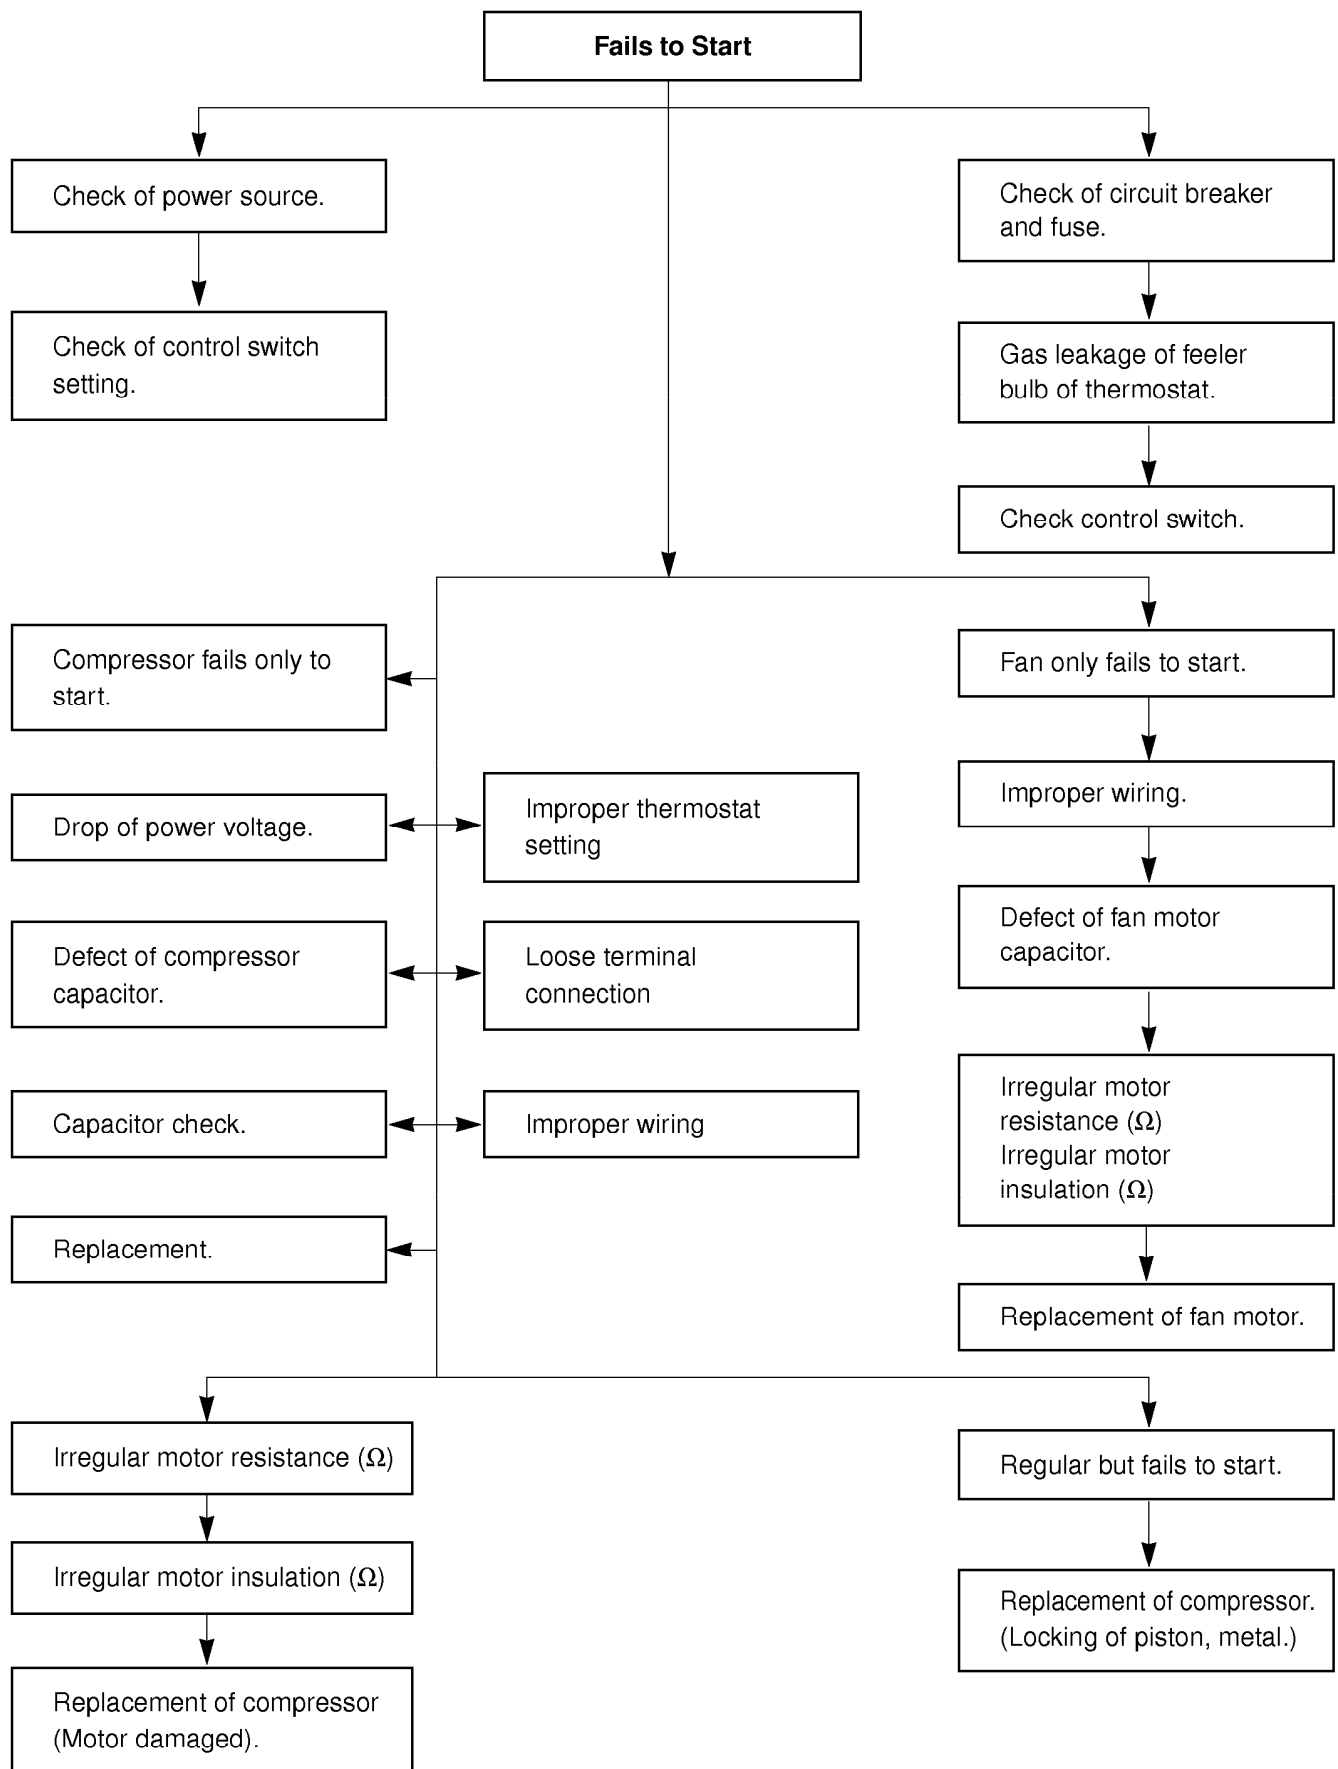 Fails to Start
Check of power source.
Check of circuit breaker
and fuse.
Check of control switch
setting.
Gas leakage of feeler
bulb of thermostat.
Check control switch.
Compressor fails only to
start.
Fan only fails to start.
Drop of power voltage.
Improper thermostat
setting
Improper wiring.
Defect of compressor
capacitor.
Loose terminal
connection
Defect of fan motor
capacitor.
Capacitor check.
Improper wiring
Irregular motor
resistance (Ω)
Irregular motor
insulation (Ω)
Replacement.
Replacement of fan motor.
Irregular motor resistance (Ω)
Regular but fails to start.
Irregular motor insulation (Ω)
Replacement of compressor.
(Locking of piston, metal.)
Replacement of compressor
(Motor damaged).